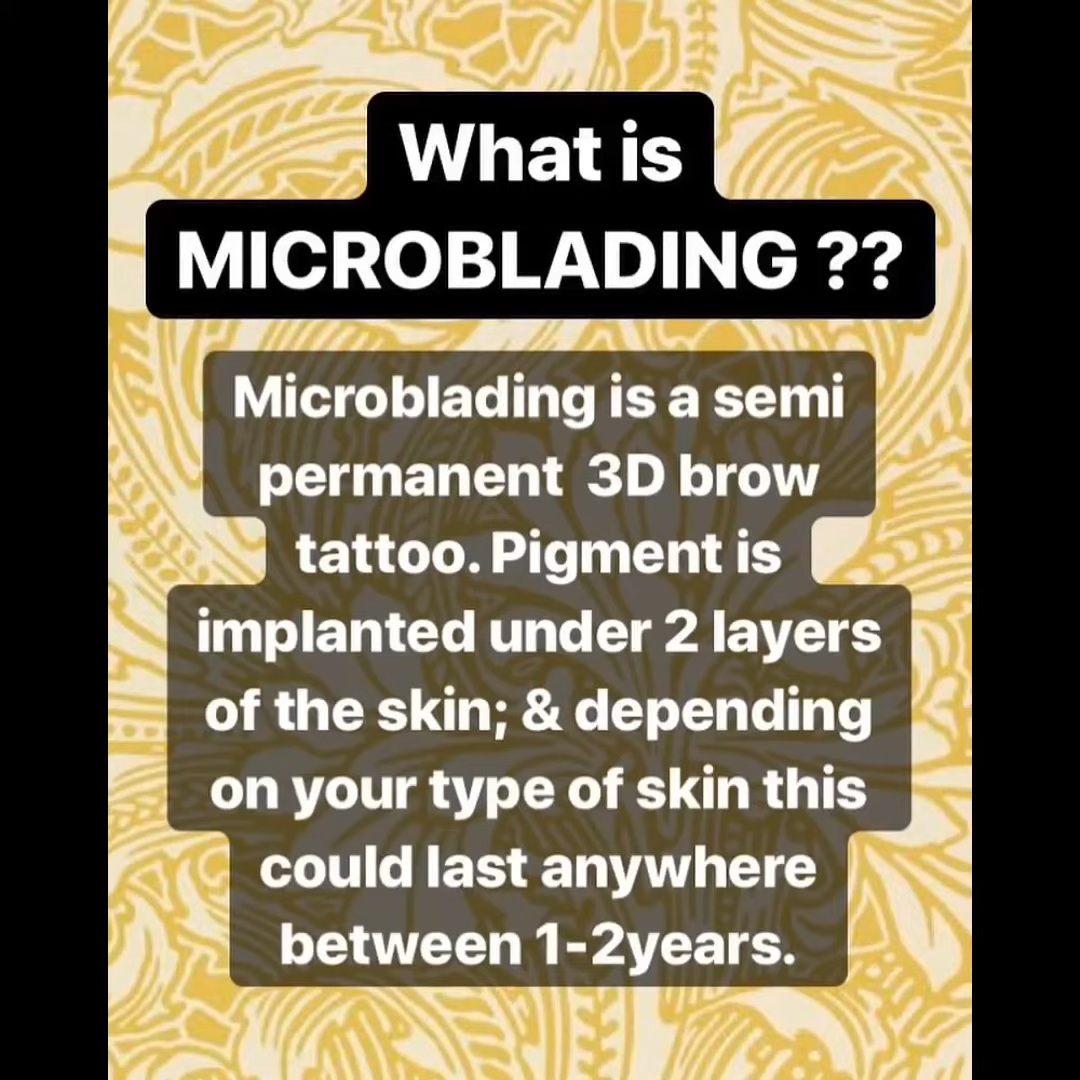 What is
MICROBLADING ??
Microblading is a semi
permanent 3D brow
tattoo. Pigment is
implanted under 2 layers
of the skin; & depending
on your type of skin this
could last anywhere
between 1-2years.